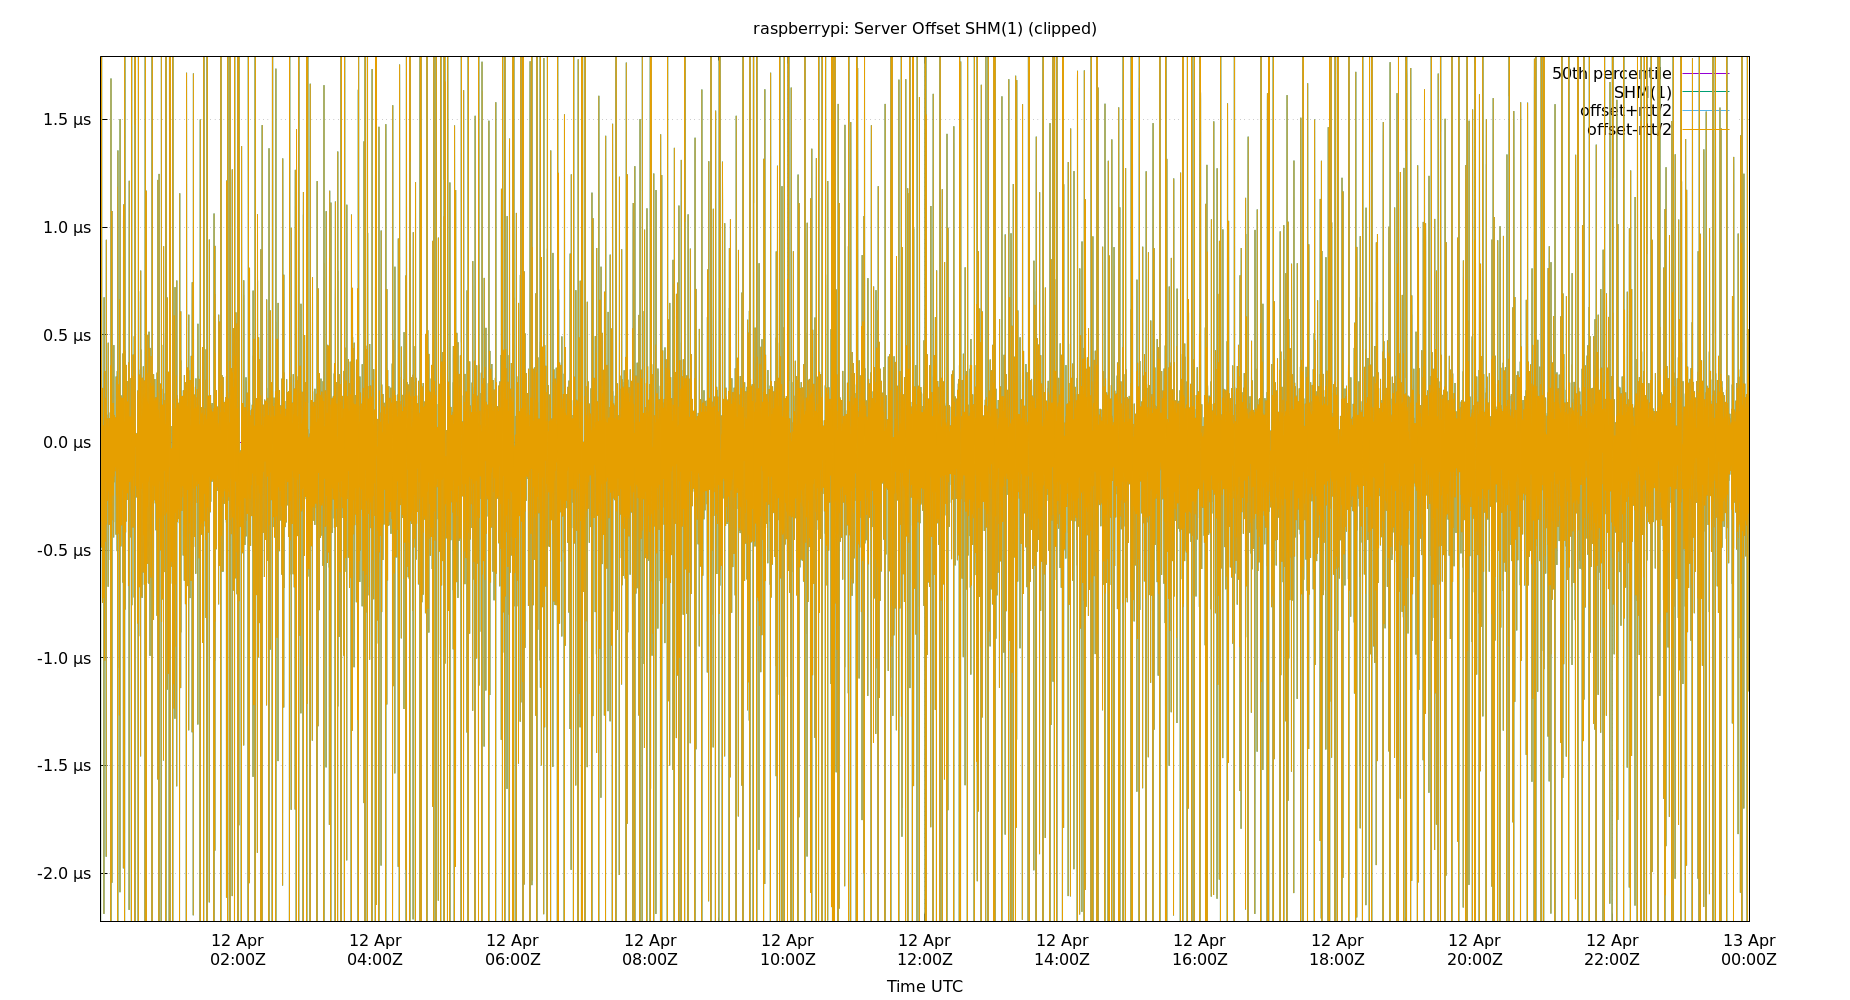 raspberrypi: Server Offset SHM(1) (clipped)
50th percentile
SHM(1)
offset+rtt/2
offset-rtt/2
1.5 µs
1.0 µs
0.5 µs
0.0 µs
-0.5 µs
-1.0 µs
-1.5 µs
-2.0 µs
12 Apr 12 Apr 12 Apr 12 Apr 12 Apr 12 Apr 12 Apr 12 Apr 12 Apr 12 Apr 12 Apr 13 Apr
02:00Z 04:00Z 06:00Z 08:00Z 10:00Z 12:00Z 14:00Z 16:00Z 18:00Z 20:00Z 22:00Z 00:00Z
Time UTC